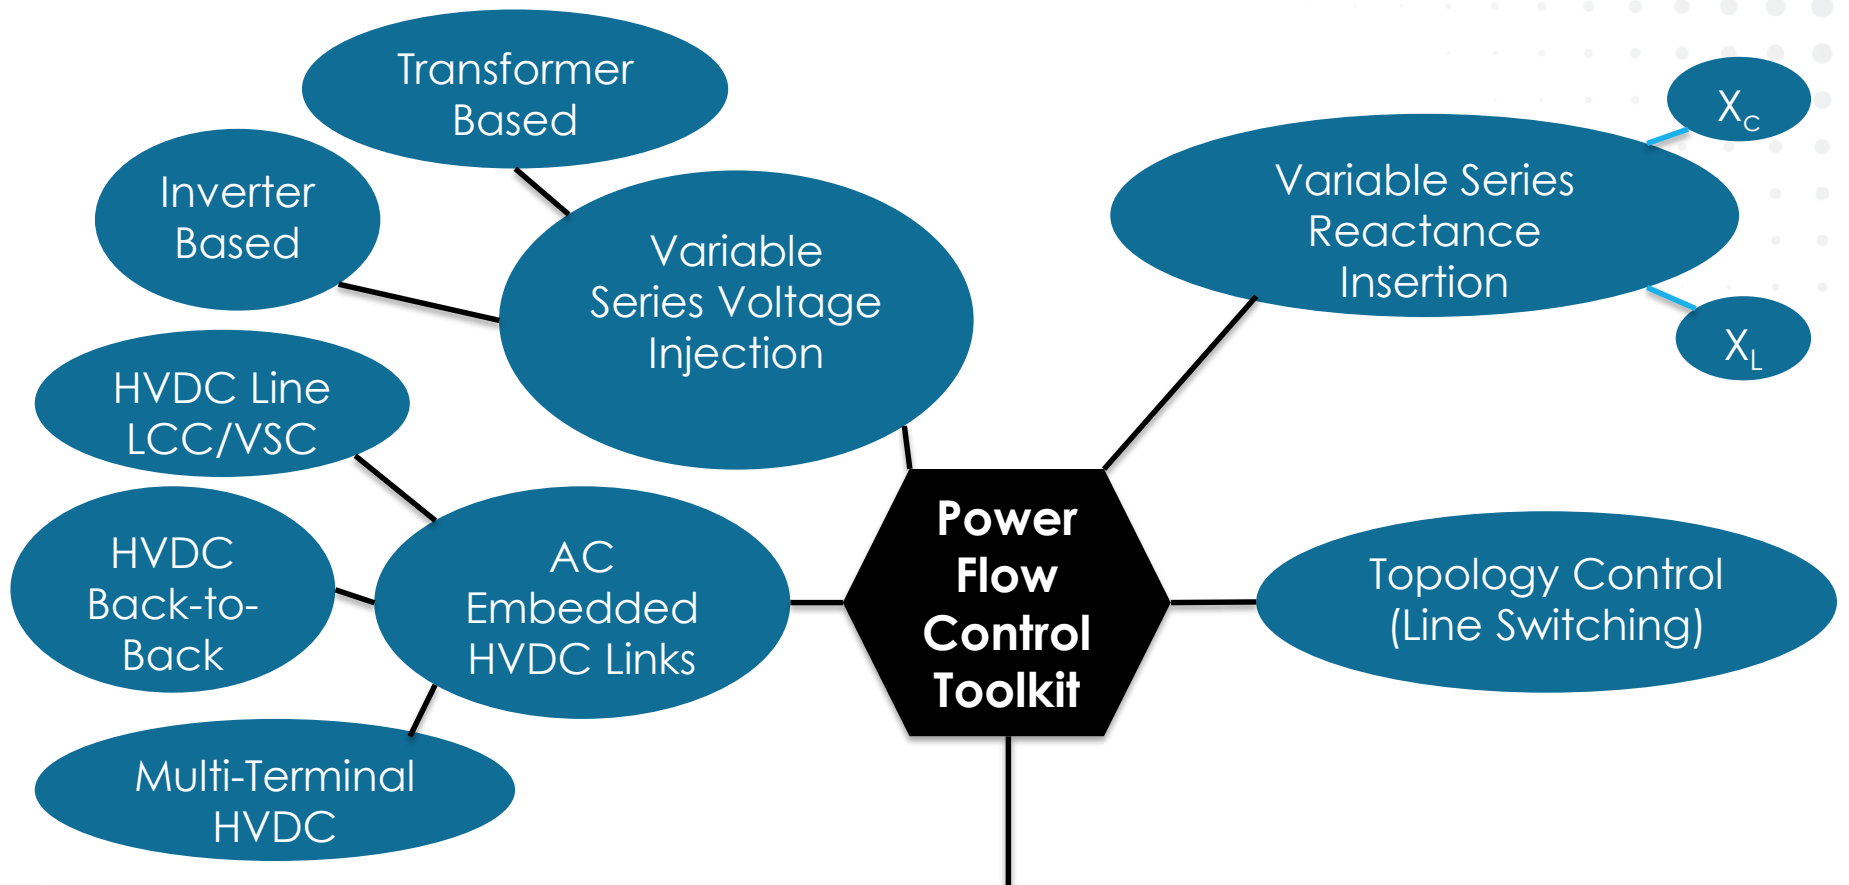 Transformer
Based
Inverter
Based
Variable
Series Voltage
Injection
HVDC Line
LCC/VSC
HVDC
Back-to-
Back
AC
Embedded
HVDC Links
Multi-Terminal
HVDC
Power
Flow
Control
Toolkit
Variable Series
Reactance
Insertion
Xc
XL
Topology Control
(Line Switching)